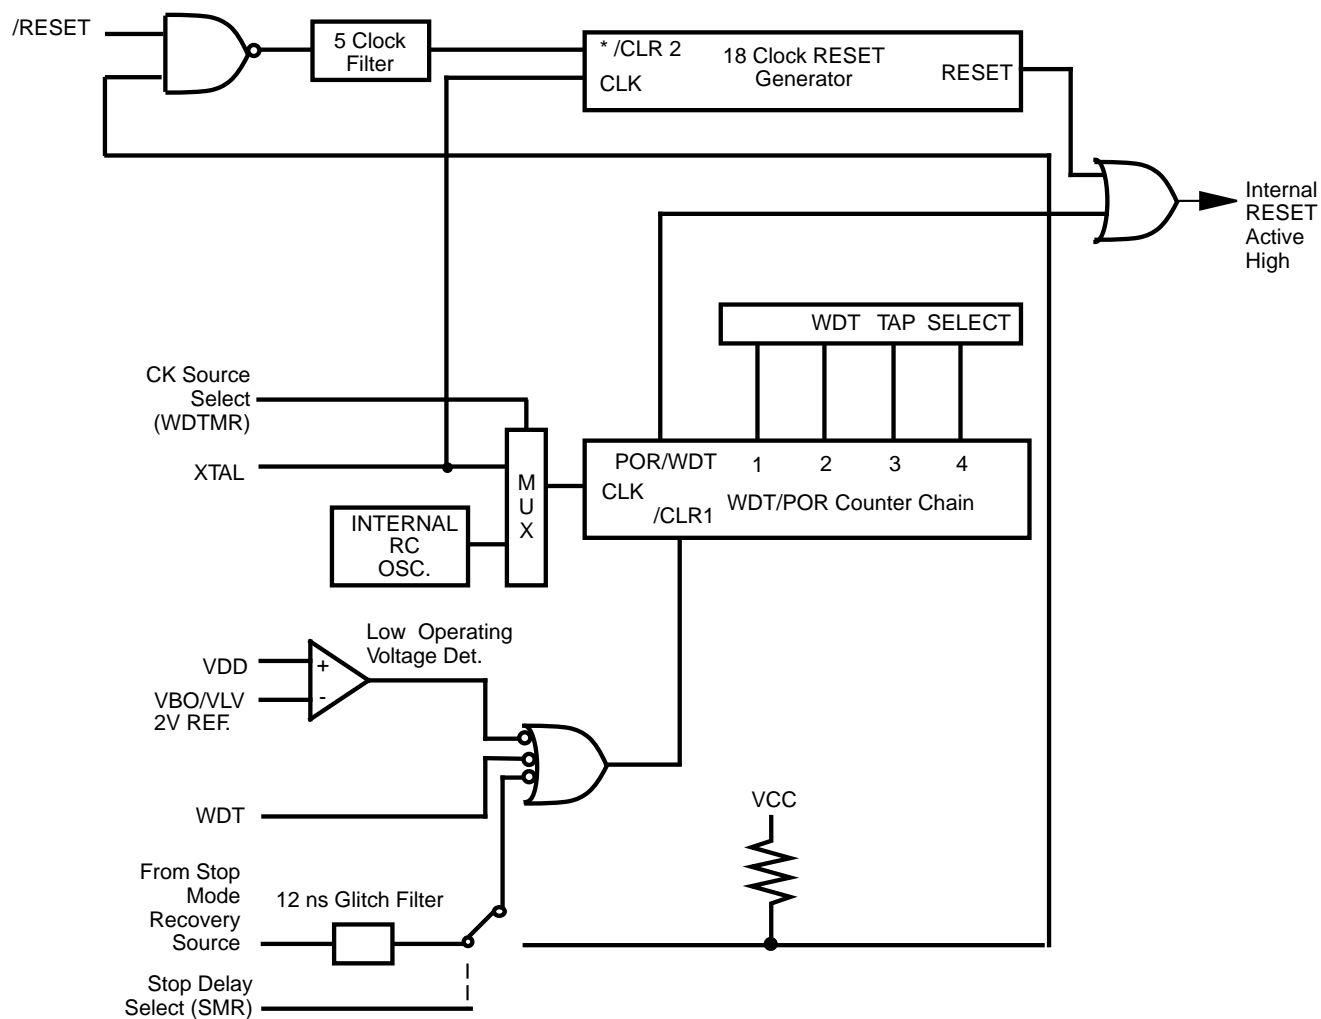 /RESET
5 Clock
Filter
* /CLR 2
18 Clock RESET
Generator
CLK
RESET
Internal
RESET
Active
High
WDT TAP SELECT
CK Source
Select
(WDTMR)
XTAL
M
U
X
POR/WDT
1
2
3
4
CLK
WDT/POR Counter Chain
/CLR1
INTERNAL
RC
OSC.
Low Operating
Voltage Det.
VDD
+
VBO/VLV
-
2V REF.
WDT
VCC
From Stop
Mode
Recovery
Source
12 ns Glitch Filter
Stop Delay
Select (SMR)